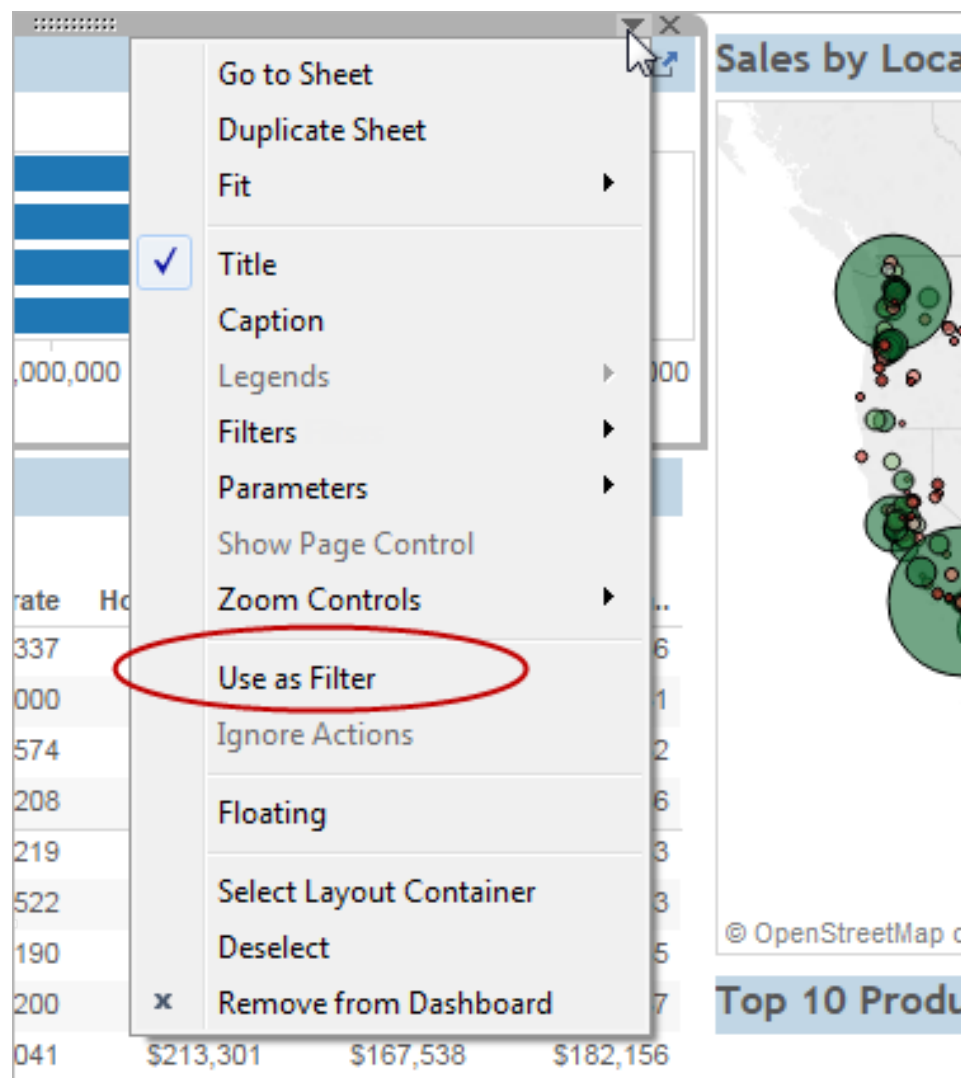 Sales by Loca
Go to Sheet
Duplicate Sheet
Fit
Title
Caption
Legends
Filters
Parameters
Show Page Control
Zoom Controls
Use as Filter
Ignore Actions
Floating
Select Layout Container
Deselect
x Remove from Dashboard
,000,000
000
rate Ho ..
337 6
000
574 2
208 6
219 3
522 3
190 5
200 7
041 $213,301 $167,538 $182,156
© OpenStreetMap c
Top 10 Produ